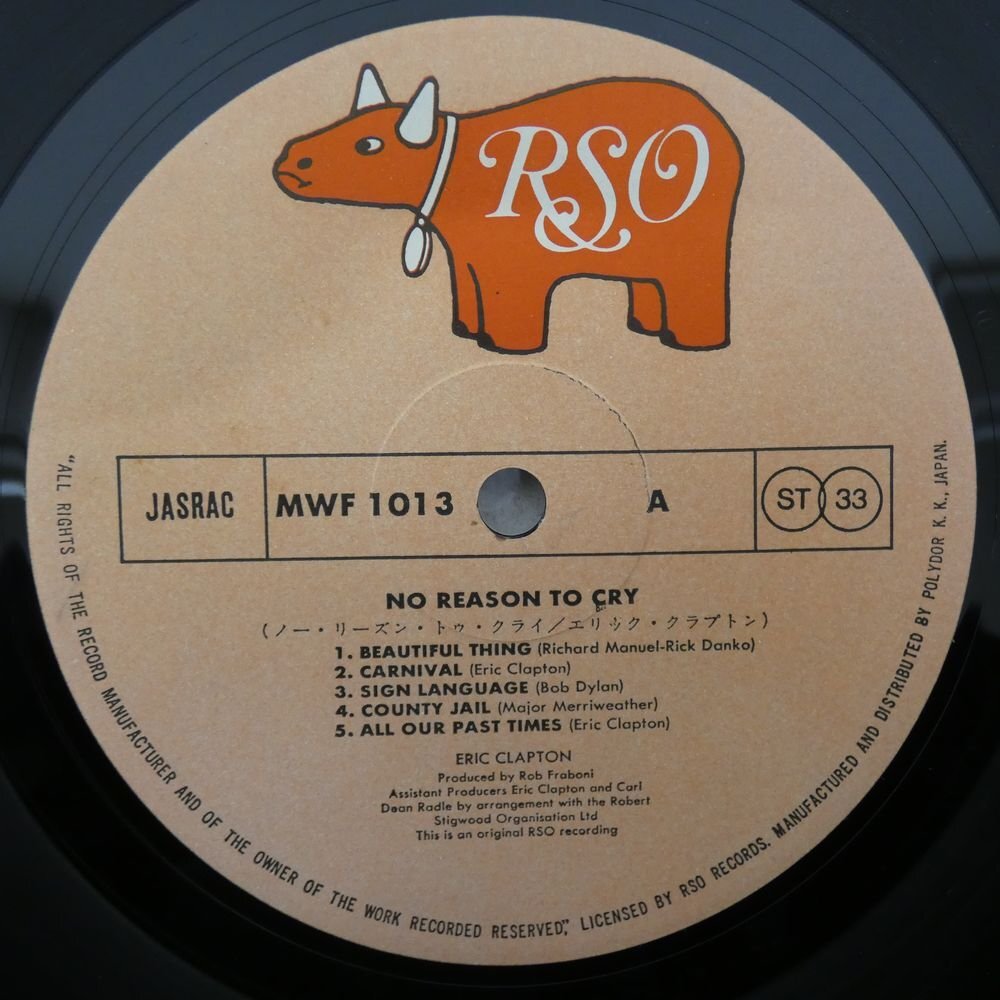 RSO
JASRAC
MWF 1013
A
ST 33
NO REASON TO CRY
(ノー・リーズン・トゥ・クライ/エリック・クラプトン)
1. BEAUTIFUL THING (Richard Manuel-Rick Danko)
2. CARNIVAL (Eric Clapton)
3. SIGN LANGUAGE (Bob Dylan)
4. COUNTY JAIL (Major Merriweather)
5. ALL OUR PAST TIMES (Eric Clapton)
ERIC CLAPTON
Produced by Rob Fraboni
Assistant Producers Eric Clapton and Carl
Dean Radle by arrangement with the Robert
Stigwood Organisation Ltd
This is an original RSO recording
"ALL RIGHTS OF THE RECORD MANUFACTURER AND OF THE OWNER OF THE WORK RECORDED RESERVED," LICENSED BY RSO RECORDS. MANUFACTURED AND DISTRIBUTED BY POLYDOR K. K., JAPAN.